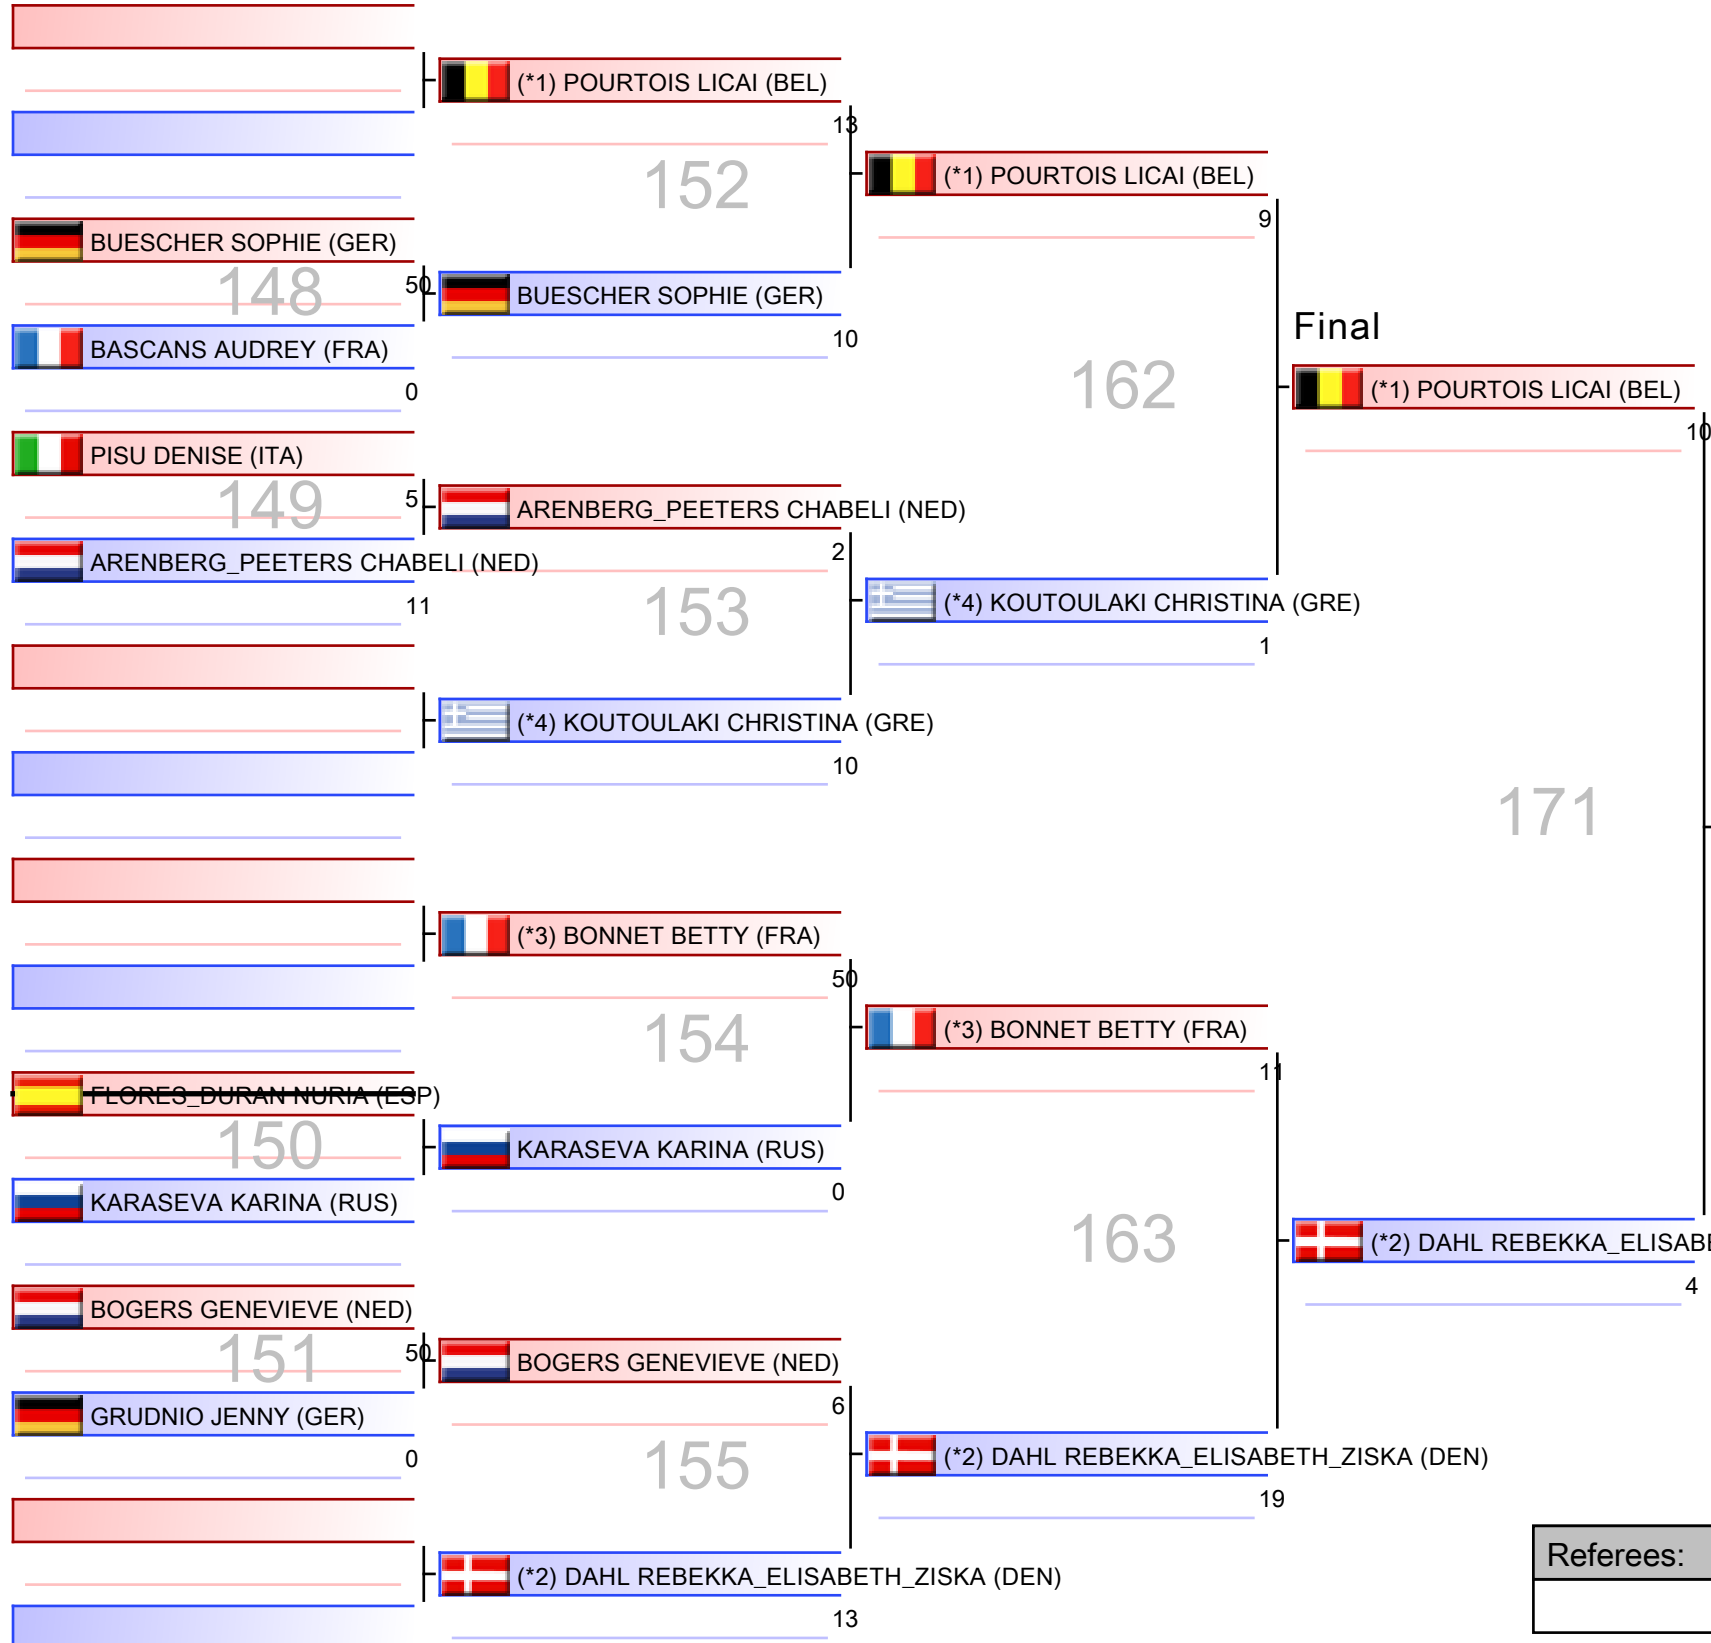 (*1) POURTOIS LICAI (BEL)
13
152
(*1) POURTOIS LICAI (BEL)
9
BUESCHER SOPHIE (GER)
148
50
BUESCHER SOPHIE (GER)
10
BASCANS AUDREY (FRA)
0
Final
162
(*1) POURTOIS LICAI (BEL)
10
PISU DENISE (ITA)
149
5
ARENBERG_PEETERS CHABELI (NED)
2
ARENBERG_PEETERS CHABELI (NED)
11
153
(*4) KOUTOULAKI CHRISTINA (GRE)
1
(*4) KOUTOULAKI CHRISTINA (GRE)
10
171
(*3) BONNET BETTY (FRA)
50
154
(*3) BONNET BETTY (FRA)
11
FLORES_DURAN NURIA (ESP)
150
KARASEVA KARINA (RUS)
0
KARASEVA KARINA (RUS)
163
(*2) DAHL REBEKKA_ELISABE
4
BOGERS GENEVIEVE (NED)
151
50
BOGERS GENEVIEVE (NED)
6
GRUDNIO JENNY (GER)
0
155
(*2) DAHL REBEKKA_ELISABETH_ZISKA (DEN)
19
(*2) DAHL REBEKKA_ELISABETH_ZISKA (DEN)
13
Referees: